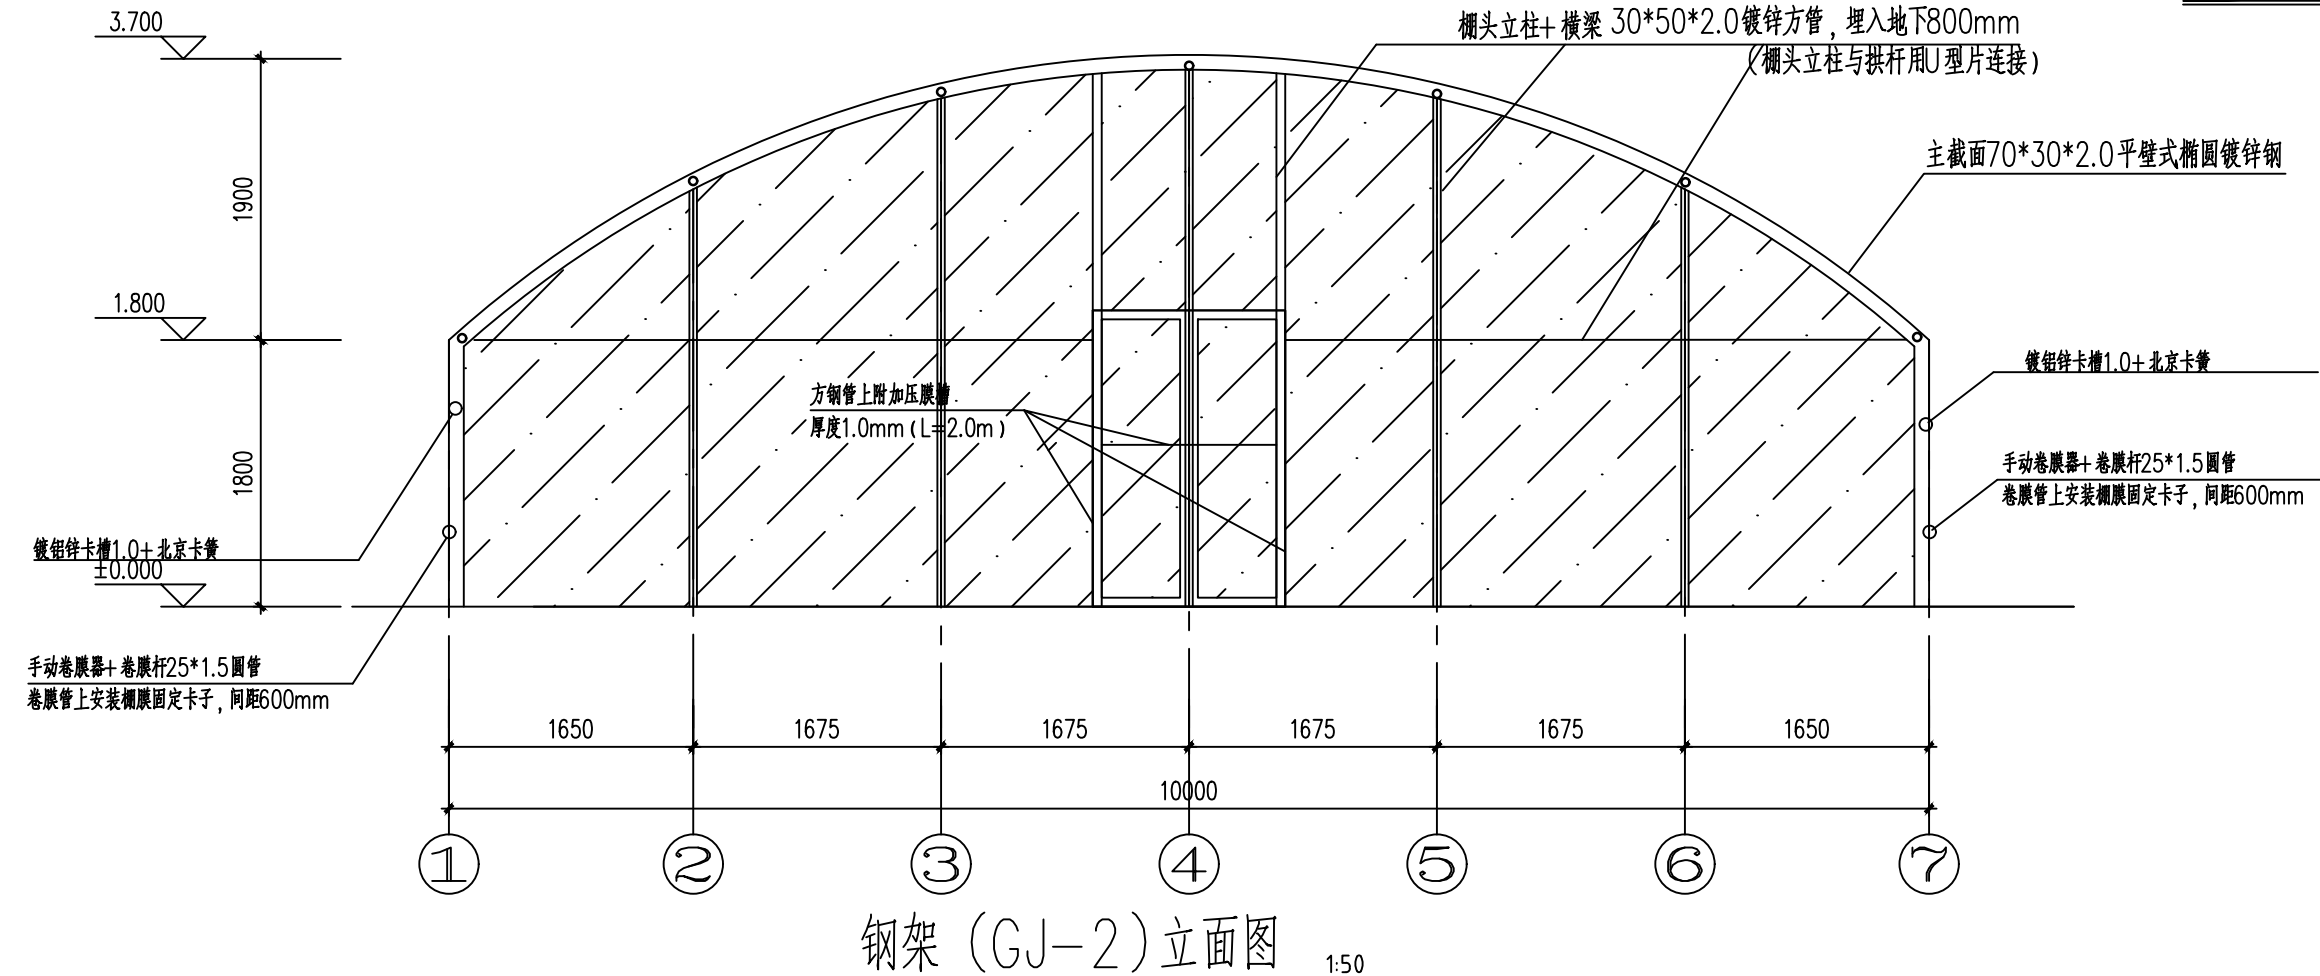 3.700
棚头立柱+横梁 30*50*2.0镀锌方管,埋入地下800mm
(棚头立柱与拱杆用U型片连接)
主截面70*30*2.0平壁式椭圆镀锌钢
1900
1.800
镀铝锌卡槽1.0+北京卡簧
方钢管上附加压膜槽
厚度1.0mm(L=2.0m)
1800
手动卷膜器+卷膜杆25*1.5圆管
卷膜管上安装棚膜固定卡子,间距600mm
镀铝锌卡槽1.0+北京卡簧
±0.000
手动卷膜器+卷膜杆25*1.5圆管
卷膜管上安装棚膜固定卡子,间距600mm
1650 1675 1675 1675 1675 1650
10000
1 2 3 4 5 6 7
钢架(GJ-2)立面图 1:50